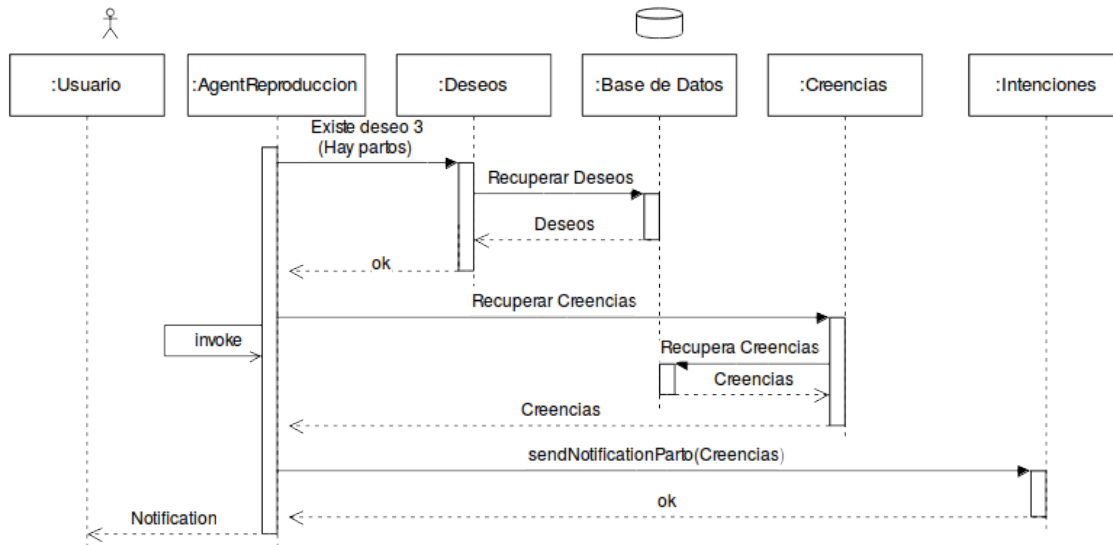 :Usuario
:AgentReproduccion
:Deseos
:Base de Datos
:Creencias
:Intenciones
Existe deseo 3
(Hay partos)
Recuperar Deseos
Deseos
ok
Recuperar Creencias
invoke
Recupera Creencias
Creencias
Creencias
sendNotificationParto(Creencias)
ok
Notification